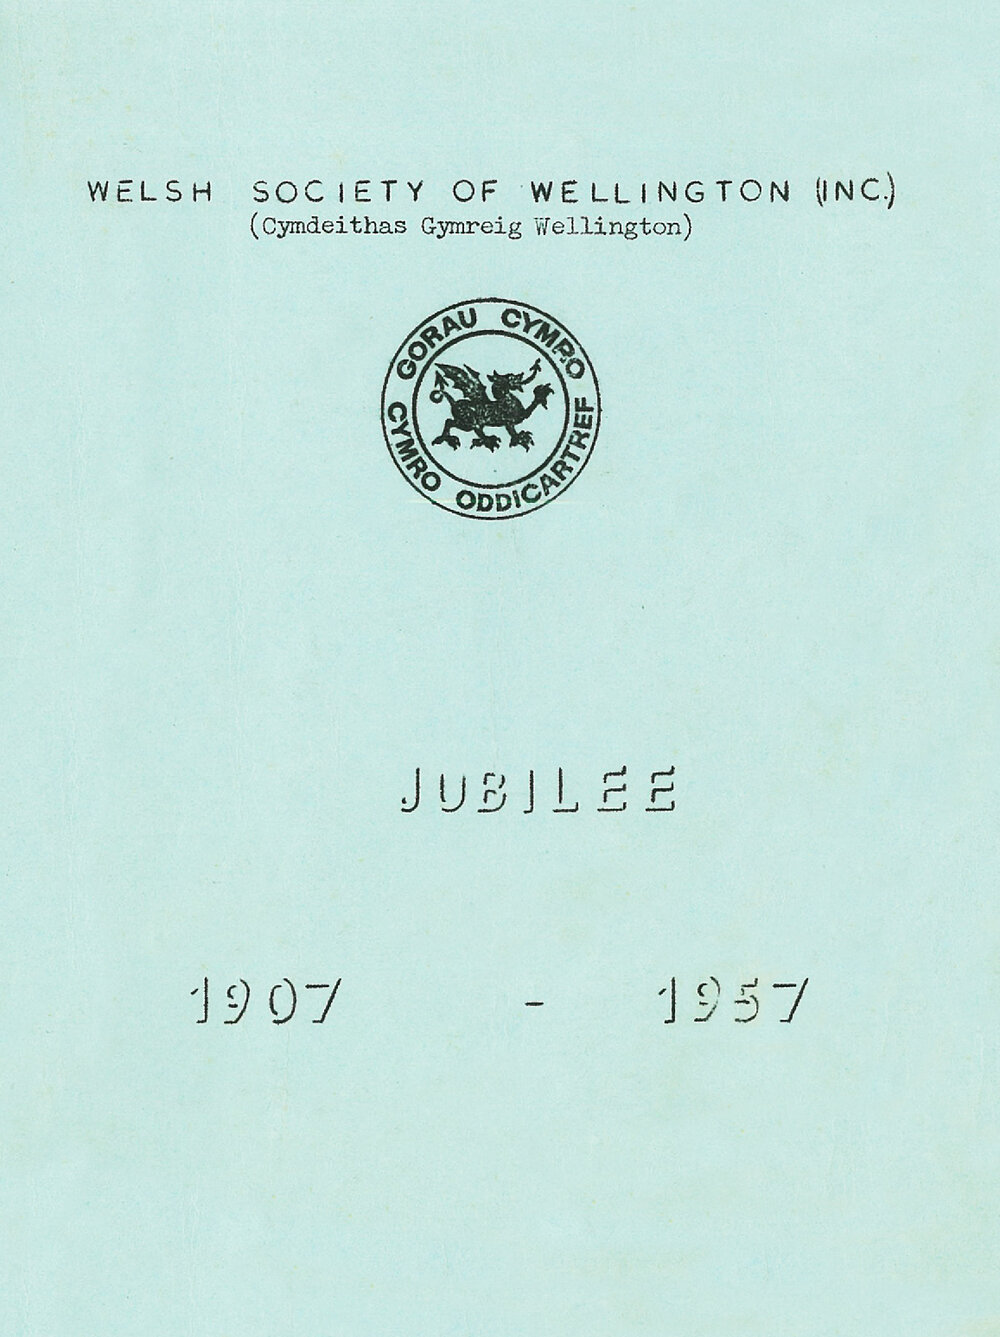 WELSH SOCIETY OF WELLINGTON (INC.)
(Cymdeithas Gymreig Wellington)
GORAU CYMRO
CYMRO ODDICARTREF
JUBILEE
1907 - 1957